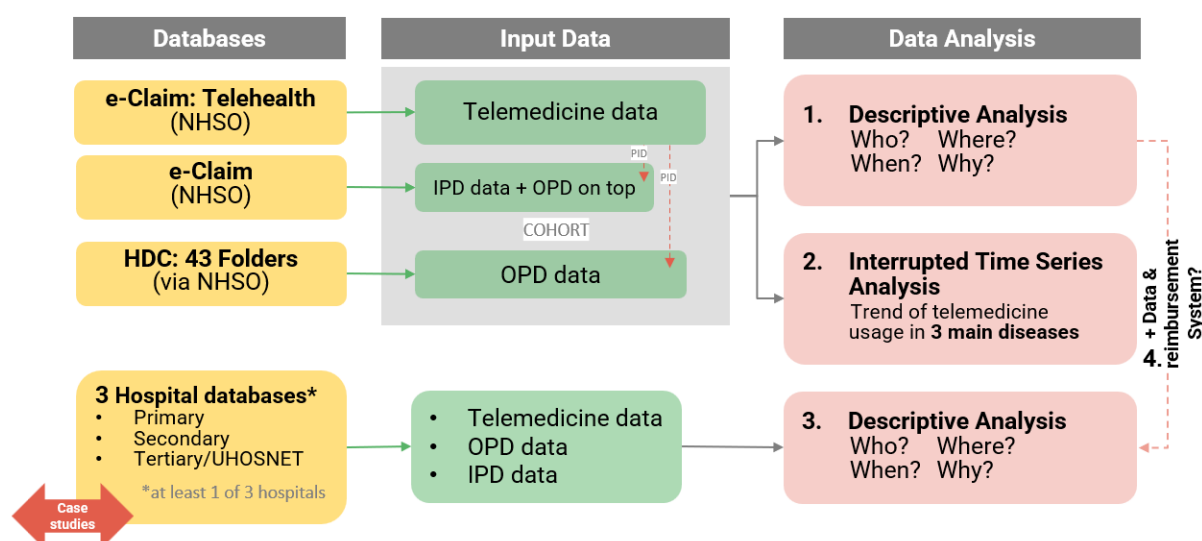 Databases
Input Data
Data Analysis
e-Claim: Telehealth
(NHSO)
Telemedicine data
e-Claim
(NHSO)
PID
IPD data + OPD on top
PID
COHORT
HDC: 43 Folders
(via NHSO)
OPD data
1. Descriptive Analysis
Who? Where?
When? Why?
2. Interrupted Time Series
Analysis
Trend of telemedicine
usage in 3 main diseases
4. + Data &
reimbursement
System?
3 Hospital databases*
• Primary
• Secondary
• Tertiary/UHOSNET
*at least 1 of 3 hospitals
Case
studies
• Telemedicine data
• OPD data
• IPD data
3. Descriptive Analysis
Who? Where?
When? Why?